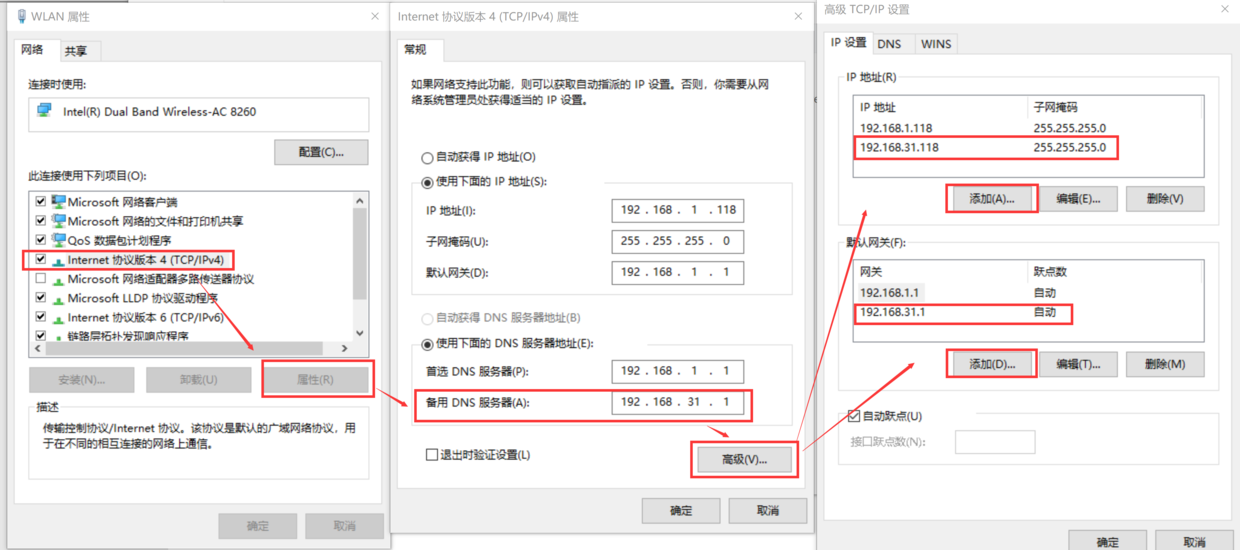 WLAN 属性
网络
共享
连接时使用:
Intel(R) Dual Band Wireless-AC 8260
配置(C)...
此连接使用下列项目(O):
Microsoft 网络客户端
Microsoft 网络的文件和打印机共享
QoS 数据包计划程序
Internet 协议版本 4 (TCP/IPv4)
Microsoft 网络适配器多路传送器协议
Microsoft LLDP 协议驱动程序
Internet 协议版本 6 (TCP/IPv6)
链路层拓扑发现响应程序
安装(N)...
卸载(U)
属性(R)
描述
传输控制协议/Internet 协议。该协议是默认的广域网络协议，用
于在不同的相互连接的网络上通信。
确定
取消
Internet 协议版本 4 (TCP/IPv4) 属性
常规
如果网络支持此功能，则可以获取自动指派的 IP 设置。否则，你需要从网
络系统管理员处获得适当的 IP 设置。
自动获得 IP 地址(O)
使用下面的 IP 地址(S):
IP 地址(I):
192 . 168 . 1 . 118
子网掩码(U):
255 . 255 . 255 . 0
默认网关(D):
192 . 168 . 1 . 1
自动获得 DNS 服务器地址(B)
使用下面的 DNS 服务器地址(E):
首选 DNS 服务器(P):
192 . 168 . 1 . 1
备用 DNS 服务器(A):
192 . 168 . 31 . 1
退出时验证设置(L)
高级(V)...
确定
取消
高级 TCP/IP 设置
IP 设置
DNS
WINS
IP 地址(R)
IP 地址
子网掩码
192.168.1.118
255.255.255.0
192.168.31.118
255.255.255.0
添加(A)...
编辑(E)...
删除(V)
默认网关(F):
网关
跃点数
192.168.1.1
自动
192.168.31.1
自动
添加(D)...
编辑(T)...
删除(M)
自动跃点(U)
接口跃点数(N):
确定
取消